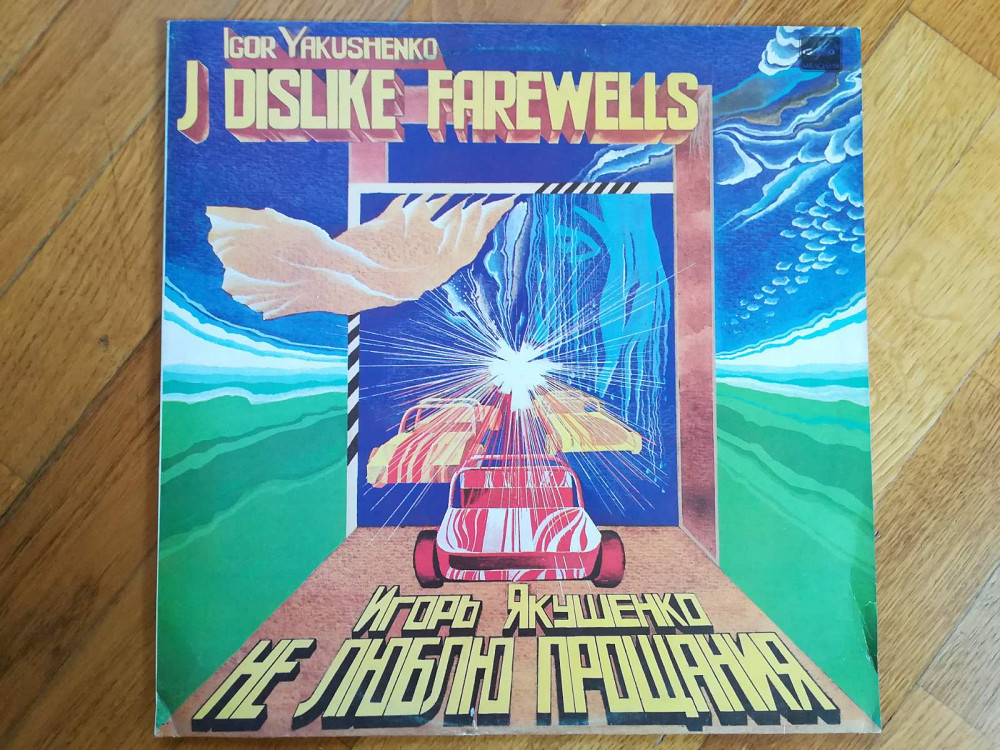 Igor Yakushenko
J DISLIKE FAREWELLS
Игорь Якушенко
НЕ ЛЮБЛЮ ПРОЩАНИЯ